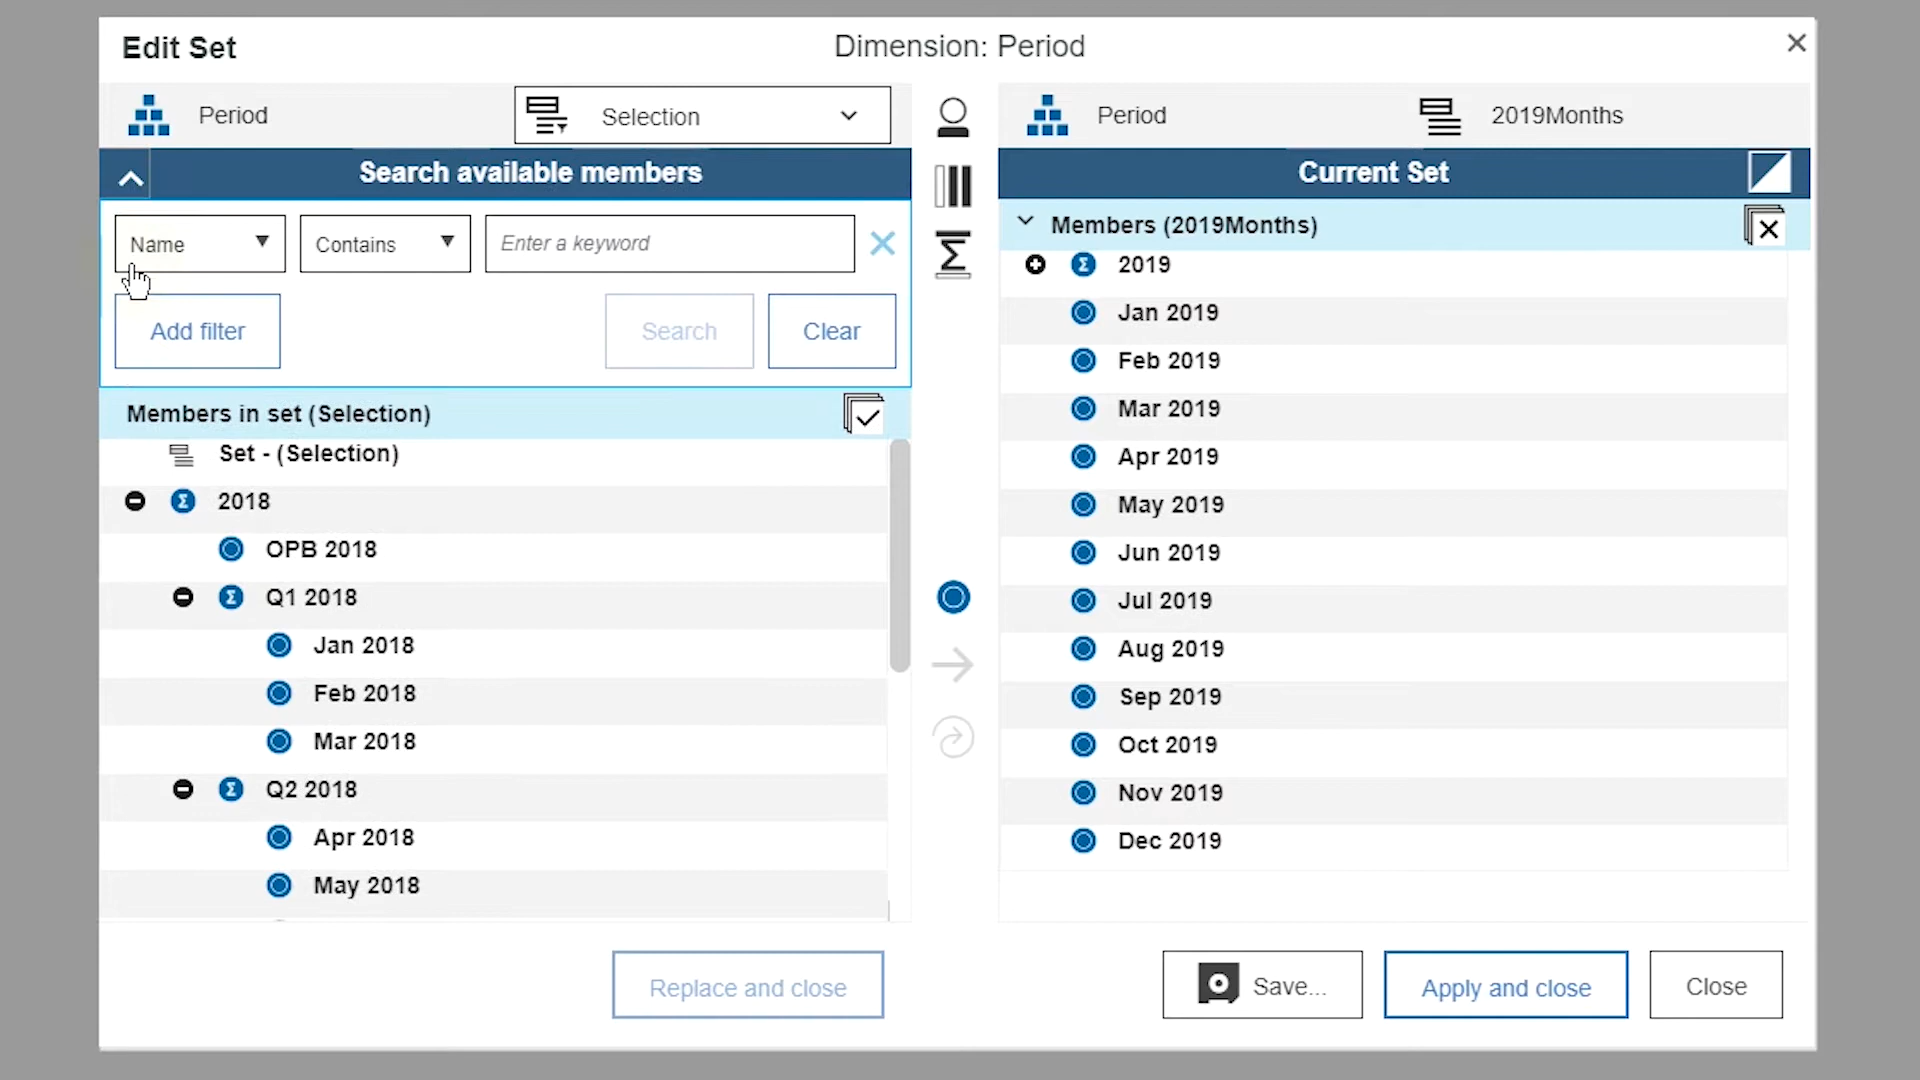 Edit Set
Dimension: Period
Period
Selection
Search available members
Name
Contains
Enter a keyword
Add filter
Search
Clear
Members in set (Selection)
Set - (Selection)
2018
OPB 2018
Q1 2018
Jan 2018
Feb 2018
Mar 2018
Q2 2018
Apr 2018
May 2018
Replace and close
Period
2019Months
Current Set
Members (2019Months)
2019
Jan 2019
Feb 2019
Mar 2019
Apr 2019
May 2019
Jun 2019
Jul 2019
Aug 2019
Sep 2019
Oct 2019
Nov 2019
Dec 2019
Save...
Apply and close
Close